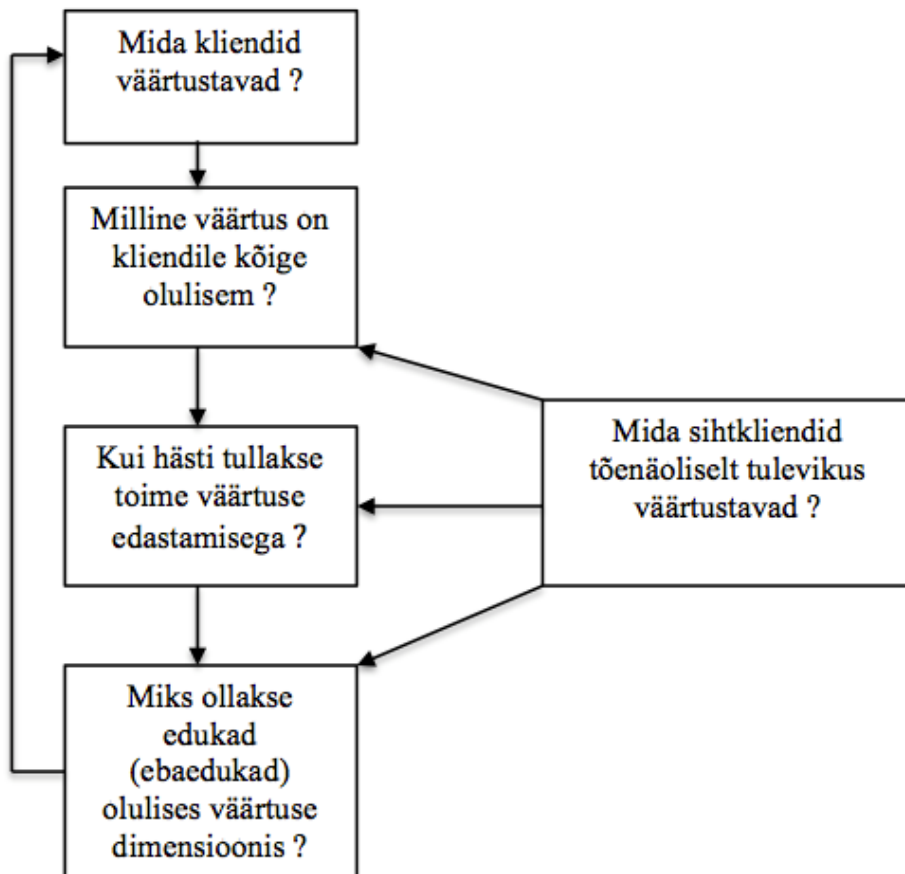 Mida kliendid
väärtustavad ?
Milline väärtus on
kliendile kõige
olulisem ?
Kui hästi tullakse
toime väärtuse
edastamisega ?
Mida sihtkliendid
tõenäoliselt tulevikus
väärtustavad ?
Miks ollakse
edukad
(ebaedukad)
olulises väärtuse
dimensioonis ?